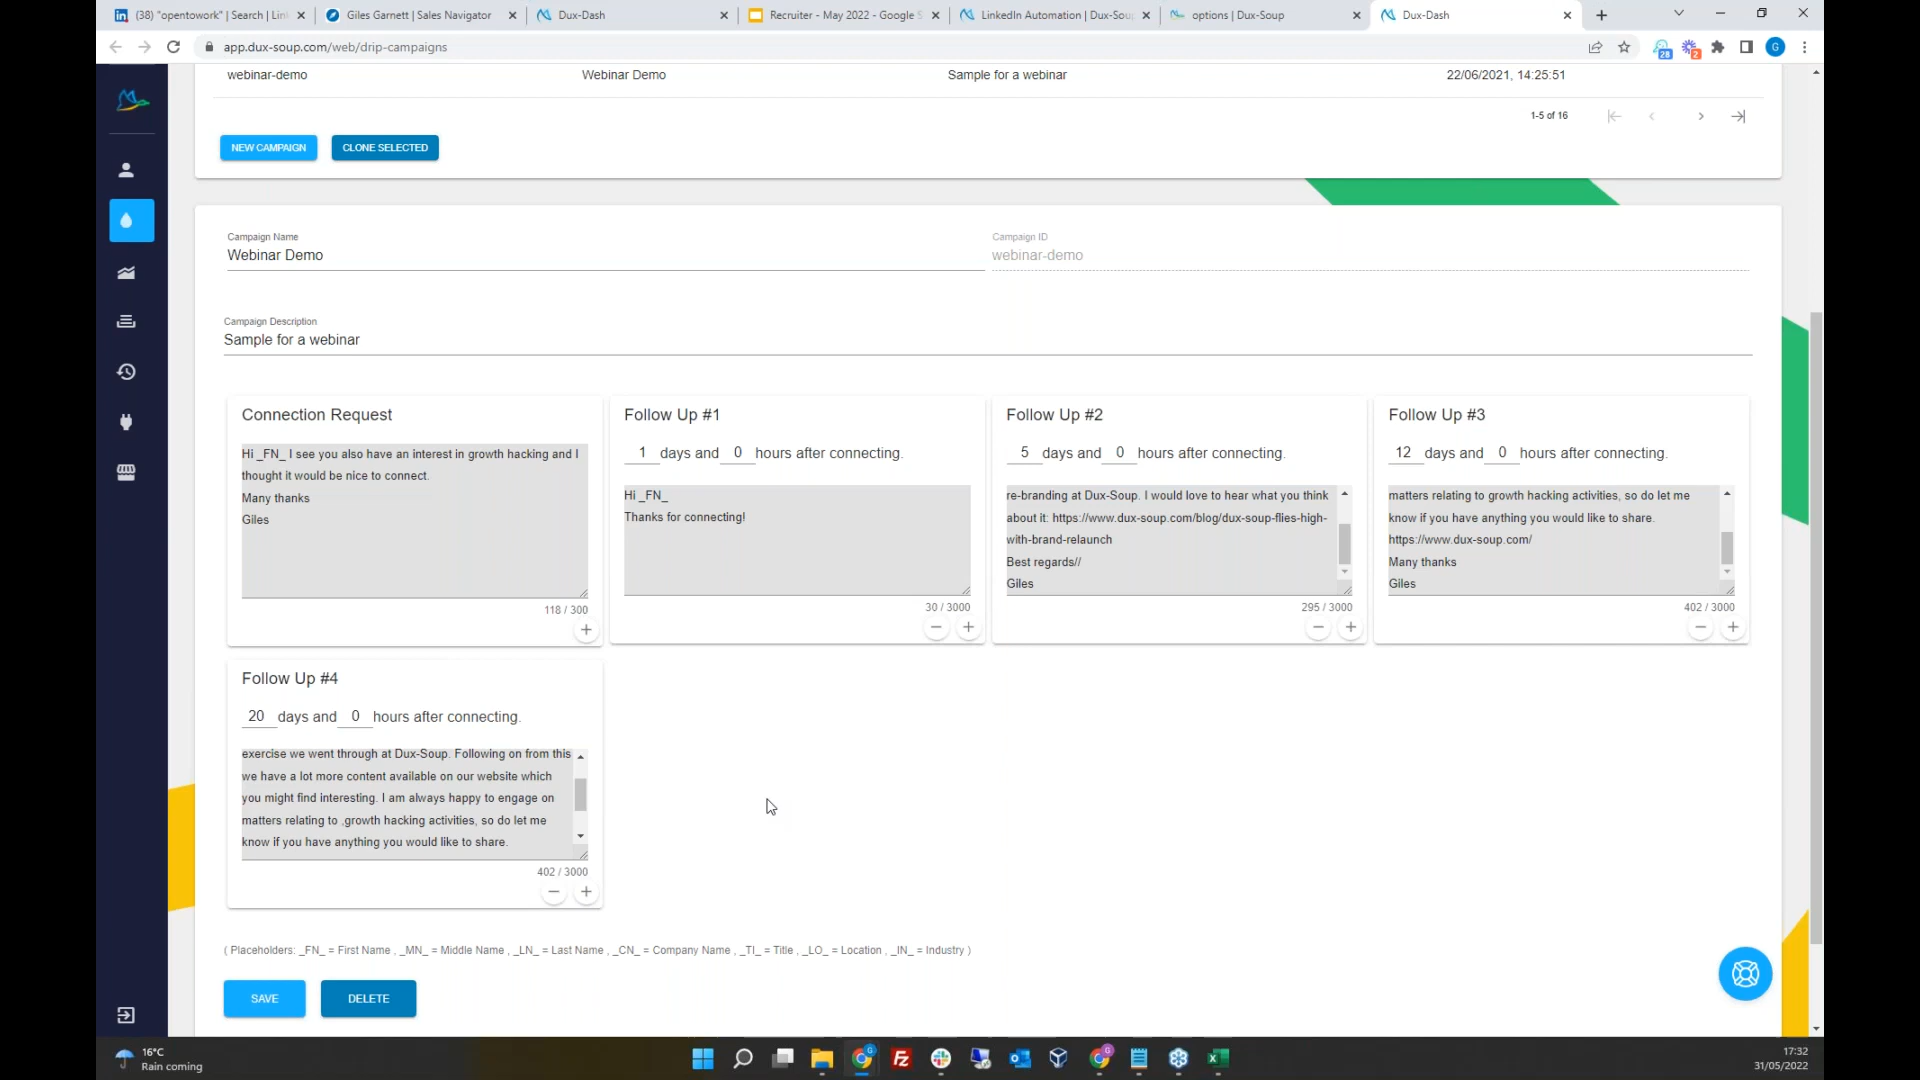 (38) "opentowork" | Search | Lin
Giles Garnett | Sales Navigator
Dux-Dash
Recruiter - May 2022 - Google S
LinkedIn Automation | Dux-Soup
options | Dux-Soup
Dux-Dash
app.dux-soup.com/web/drip-campaigns
28
2
G
webinar-demo
Webinar Demo
Sample for a webinar
22/06/2021, 14:25:51
1-5 of 16
NEW CAMPAIGN
CLONE SELECTED
Campaign Name
Webinar Demo
Campaign ID
webinar-demo
Campaign Description
Sample for a webinar
Connection Request
Hi _FN_ I see you also have an interest in growth hacking and I
thought it would be nice to connect.
Many thanks
Giles
118 / 300
Follow Up #1
1 days and 0 hours after connecting.
Hi _FN_
Thanks for connecting!
30 / 3000
Follow Up #2
5 days and 0 hours after connecting.
re-branding at Dux-Soup. I would love to hear what you think
about it: https://www.dux-soup.com/blog/dux-soup-flies-high-
with-brand-relaunch
Best regards//
Giles
295 / 3000
Follow Up #3
12 days and 0 hours after connecting.
matters relating to growth hacking activities, so do let me
know if you have anything you would like to share.
https://www.dux-soup.com/
Many thanks
Giles
402 / 3000
Follow Up #4
20 days and 0 hours after connecting.
exercise we went through at Dux-Soup. Following on from this
we have a lot more content available on our website which
you might find interesting. I am always happy to engage on
matters relating to ,growth hacking activities, so do let me
know if you have anything you would like to share.
402 / 3000
( Placeholders: _FN_ = First Name , _MN_ = Middle Name , _LN_ = Last Name , _CN_ = Company Name , _TI_ = Title , _LO_ = Location , _IN_ = Industry )
SAVE
DELETE
16°C
Rain coming
17:32
31/05/2022